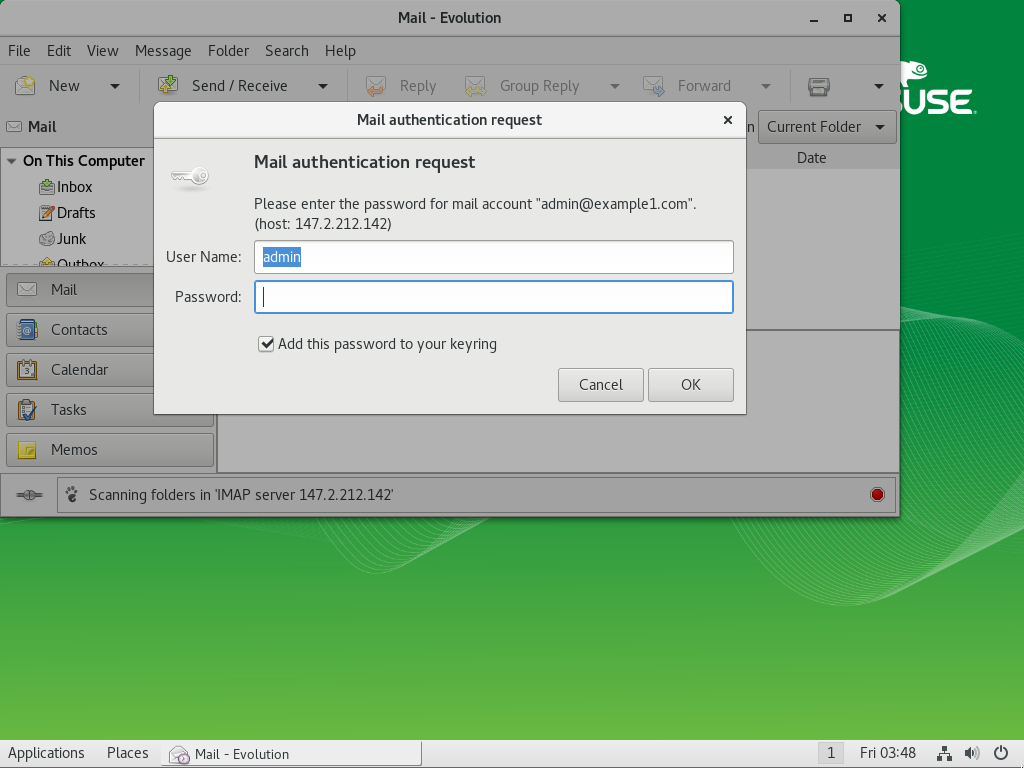 Mail - Evolution
File Edit View Message Folder Search Help
New Send / Receive Reply Group Reply Forward
Mail
Current Folder
On This Computer
Date
Inbox
Drafts
Junk
Outbox
Mail
Contacts
Calendar
Tasks
Memos
Mail authentication request
Mail authentication request
Please enter the password for mail account "admin@example1.com".
(host: 147.2.212.142)
User Name: admin
Password:
Add this password to your keyring
Cancel OK
Scanning folders in 'IMAP server 147.2.212.142'
USE
Applications Places Mail - Evolution 1 Fri 03:48